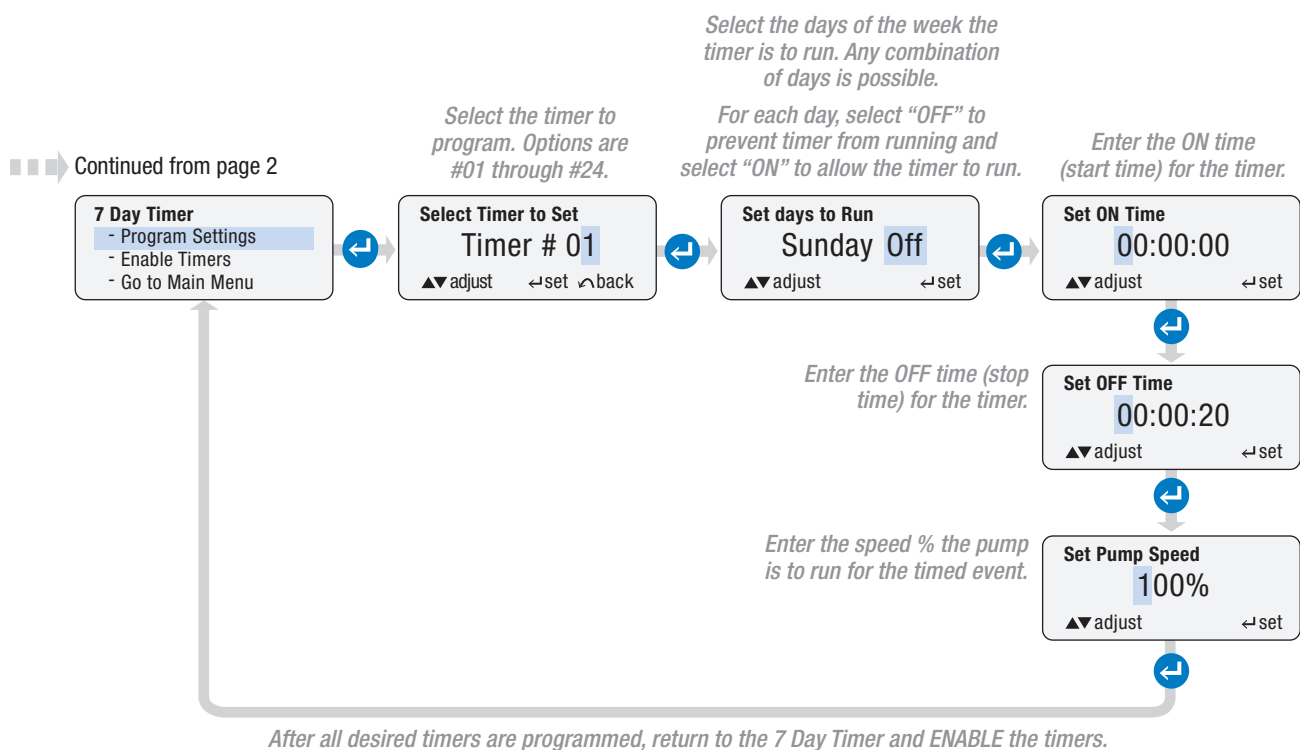 Select the days of the week the
timer is to run. Any combination
of days is possible.
For each day, select “OFF” to
prevent timer from running and
select “ON” to allow the timer to run.
Select the timer to
program. Options are
#01 through #24.
Enter the ON time
(start time) for the timer.
Continued from page 2
7 Day Timer
- Program Settings
- Enable Timers
- Go to Main Menu
Select Timer to Set
Timer # 01
▲▼ adjust ↵ set ↶ back
Set days to Run
Sunday Off
▲▼ adjust ↵ set
Set ON Time
00:00:00
▲▼ adjust ↵ set
Enter the OFF time (stop
time) for the timer.
Set OFF Time
00:00:20
▲▼ adjust ↵ set
Enter the speed % the pump
is to run for the timed event.
Set Pump Speed
100%
▲▼ adjust ↵ set
After all desired timers are programmed, return to the 7 Day Timer and ENABLE the timers.